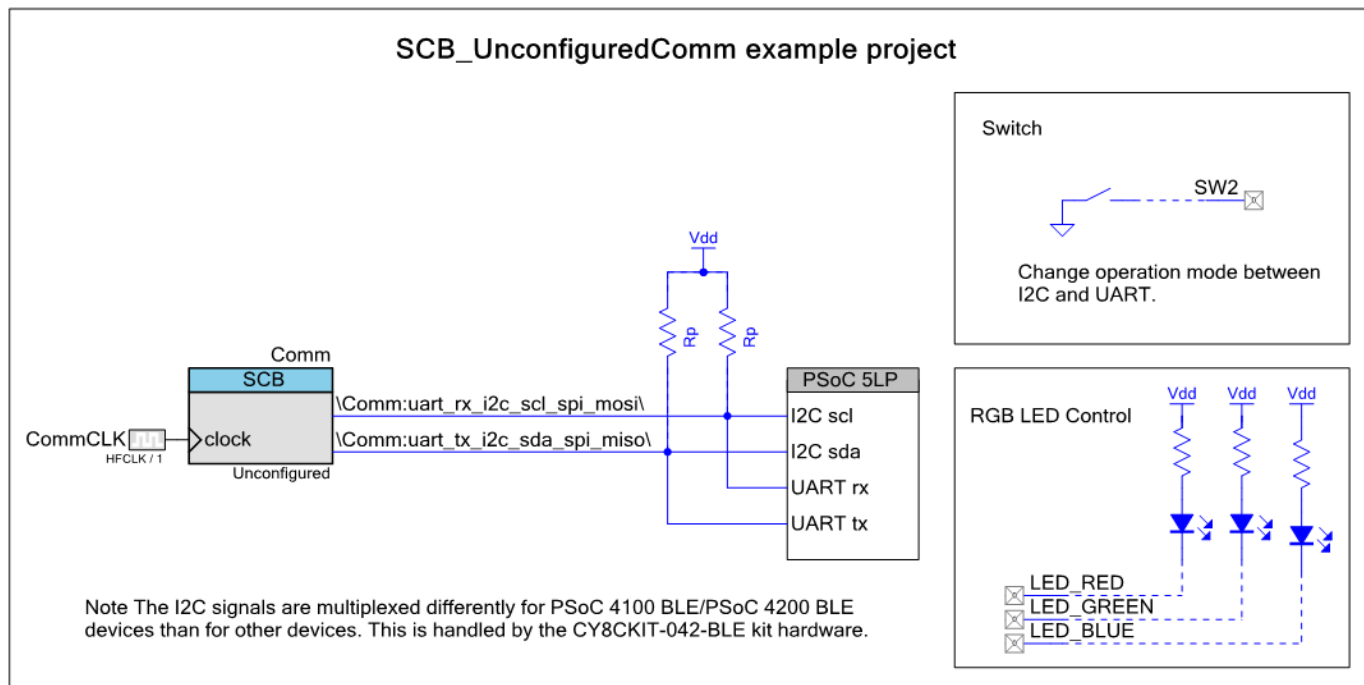 SCB_UnconfiguredComm example project
Switch
SW2
Change operation mode between
I2C and UART.
Vdd
Rp
Rp
Comm
SCB
PSoC 5LP
\Comm:uart_rx_i2c_scl_spi_mosi\
I2C scl
CommCLK
clock
HFCLK / 1
\Comm:uart_tx_i2c_sda_spi_miso\
I2C sda
Unconfigured
UART rx
UART tx
Vdd Vdd Vdd
RGB LED Control
LED_RED
LED_GREEN
LED_BLUE
Note The I2C signals are multiplexed differently for PSoC 4100 BLE/PSoC 4200 BLE
devices than for other devices. This is handled by the CY8CKIT-042-BLE kit hardware.